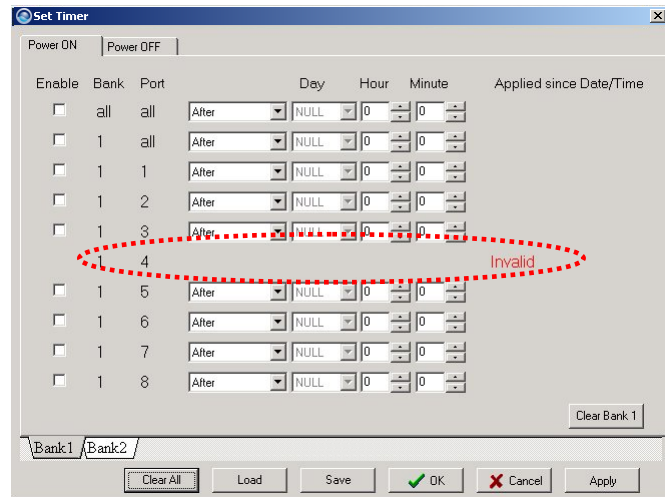 Set Timer
Power ON Power OFF
Enable Bank Port Day Hour Minute Applied since Date/Time
all all After NULL 0 0
1 all After NULL 0 0
1 1 After NULL 0 0
1 2 After NULL 0 0
1 3 After NULL 0 0
1 4 Invalid
1 5 After NULL 0 0
1 6 After NULL 0 0
1 7 After NULL 0 0
1 8 After NULL 0 0
Clear Bank 1
Bank1 Bank2
Clear All Load Save OK Cancel Apply